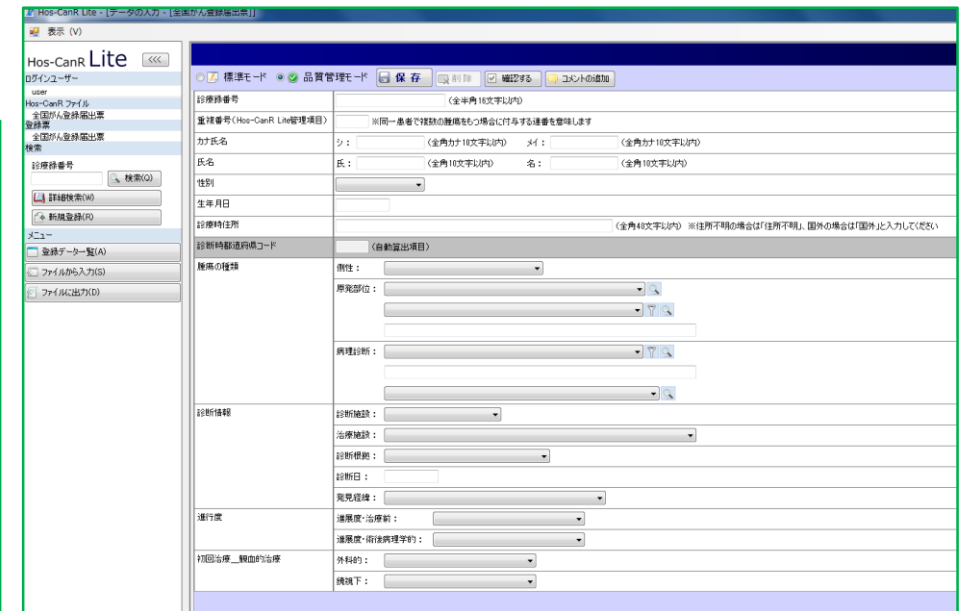 Hos-CanR Lite - [データの入力 - [全国がん登録届出票]]
表示 (V)
Hos-CanR Lite <<<
ログインユーザー
user
Hos-CanR ファイル
全国がん登録届出票
登録票
全国がん登録届出票
検索
診療録番号
検索(Q)
詳細検索(W)
新規登録(R)
メニュー
登録データ一覧(A)
ファイルから入力(S)
ファイルに出力(D)
標準モード 品質管理モード 保存 削除 確認する コメントの追加
診療録番号 (全半角16文字以内)
重複番号(Hos-CanR Lite管理項目) ※同一患者で複数の腫瘍をもつ場合に付与する連番を意味します
カナ氏名 シ: (全角カナ10文字以内) メイ: (全角カナ10文字以内)
氏名 氏: (全角10文字以内) 名: (全角10文字以内)
性別
生年月日
診療時住所 (全角40文字以内) ※住所不明の場合は「住所不明」、国外の場合は「国外」と入力してください
診断時都道府県コード (自動算出項目)
腫瘍の種類 側性:
原発部位:
病理診断:
診断情報 診断施設:
治療施設:
診断根拠:
診断日:
発見経緯:
進行度 進展度・治療前:
進展度・術後病理学的:
初回治療__観血的治療 外科的:
鏡視下: